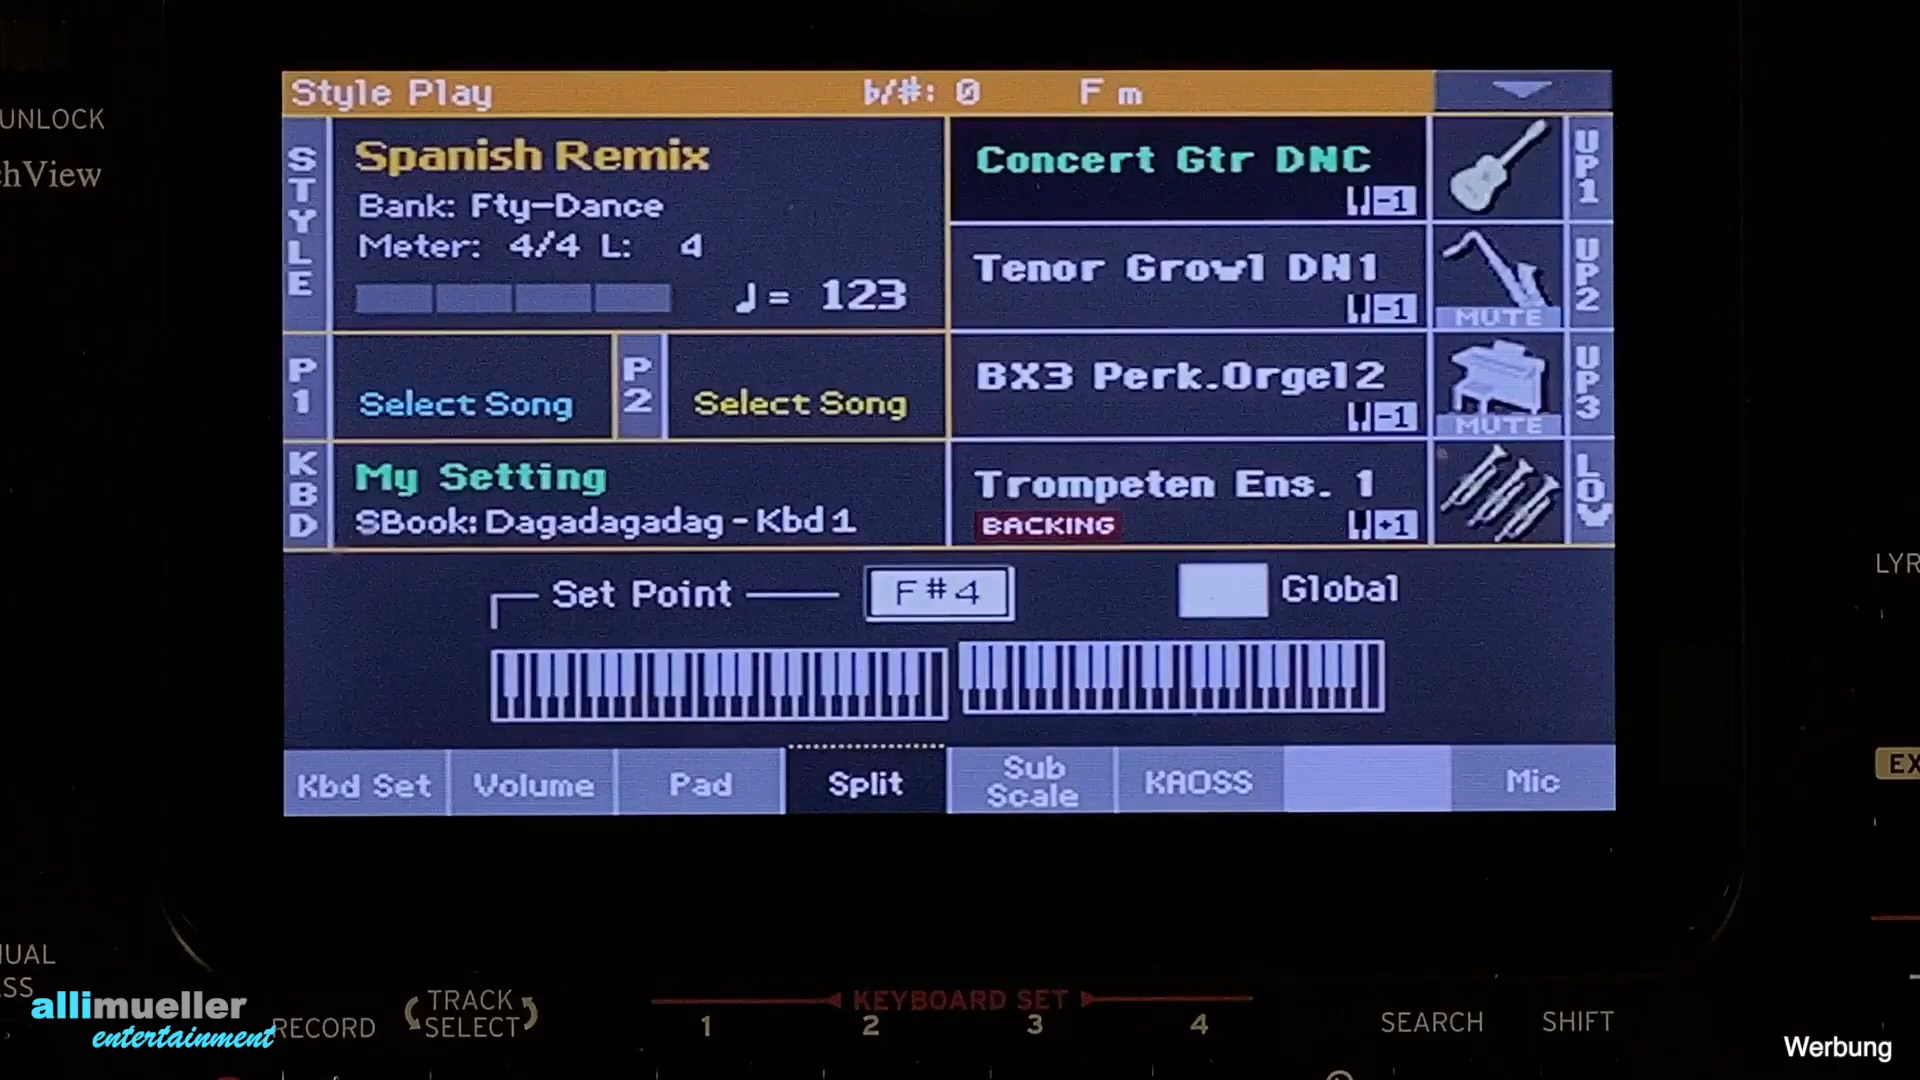 UNLOCK
chView
Style Play b/#: 0 F m
STYLE
Spanish Remix
Bank: Fty-Dance
Meter: 4/4 L: 4
♩= 123
P1
Select Song
P2
Select Song
KBD
My Setting
SBook: Dagadagadag - Kbd 1
Concert Gtr DNC
-1
UP1
Tenor Growl DN1
-1
MUTE
UP2
BX3 Perk.Orgel2
-1
MUTE
UP3
Trompeten Ens. 1
BACKING
+1
LOW
Set Point F#4 Global
Kbd Set Volume Pad Split Sub Scale KAOSS Mic
LYR
EX
UAL
SS
allimueller
entertainment
RECORD
TRACK
SELECT
KEYBOARD SET
1 2 3 4
SEARCH
SHIFT
Werbung